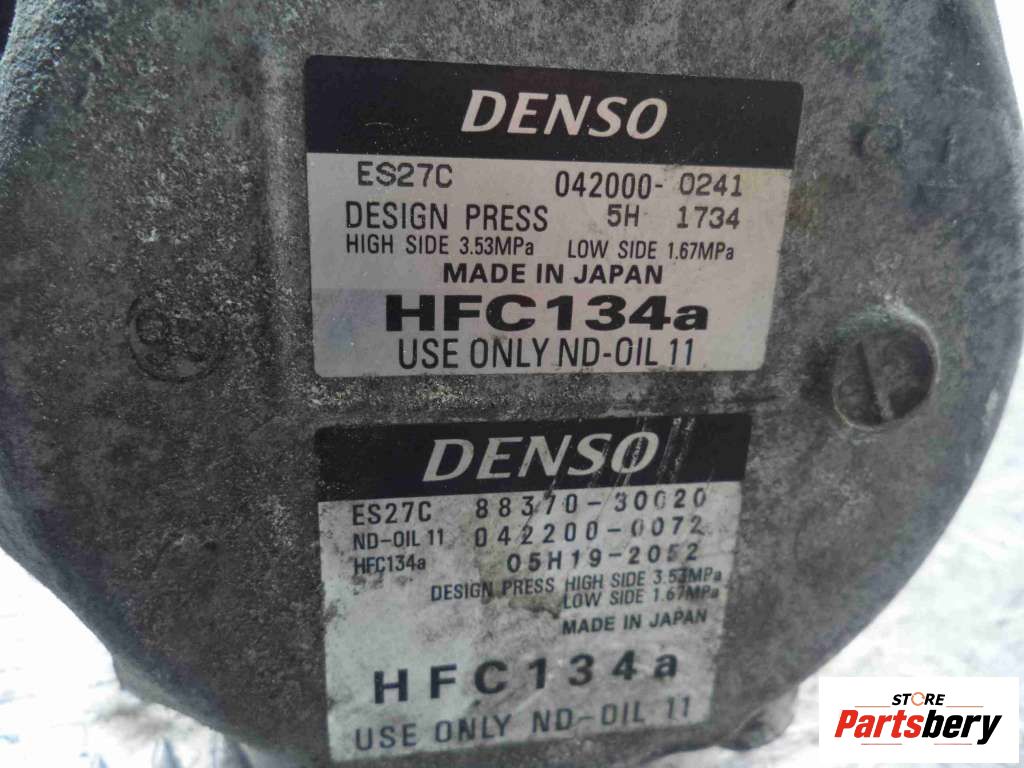 DENSO
ES27C 042000-0241
DESIGN PRESS 5H 1734
HIGH SIDE 3.53MPa LOW SIDE 1.67MPa
MADE IN JAPAN
HFC134a
USE ONLY ND-OIL 11
DENSO
ES27C 88370-30020
ND-OIL 11 042200-0072
HFC134a 05H19-2052
DESIGN PRESS HIGH SIDE 3.53MPa
LOW SIDE 1.67MPa
MADE IN JAPAN
HFC134a
USE ONLY ND-OIL 11
STORE
Partsbery